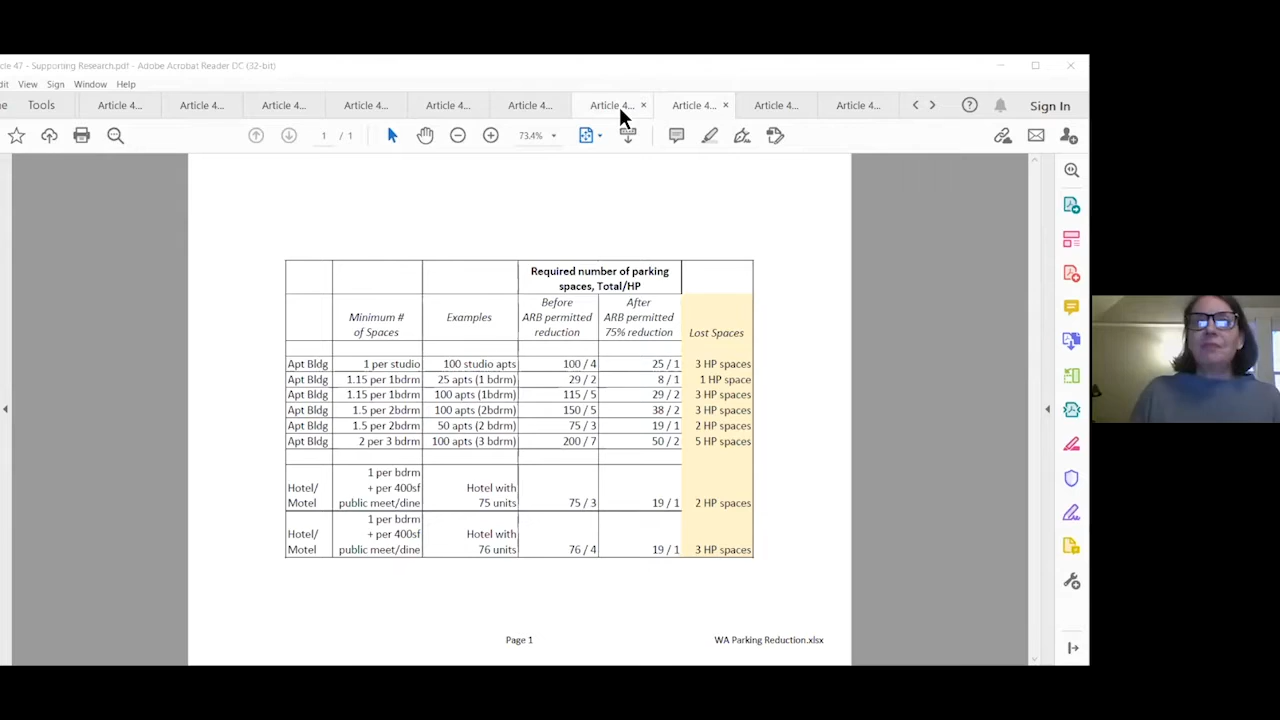 cle 47 - Supporting Research.pdf - Adobe Acrobat Reader DC (32-bit)
dit View Sign Window Help
e Tools Article 4... Article 4... Article 4... Article 4... Article 4... Article 4... Article 4... × Article 4... × Article 4... Article 4... Sign In
1 / 1 73.4%
Required number of parking
spaces, Total/HP
Minimum #
of Spaces
Examples
Before
ARB permitted
reduction
After
ARB permitted
75% reduction
Lost Spaces
Apt Bldg 1 per studio 100 studio apts 100 / 4 25 / 1 3 HP spaces
Apt Bldg 1.15 per 1bdrm 25 apts (1 bdrm) 29 / 2 8 / 1 1 HP space
Apt Bldg 1.15 per 1bdrm 100 apts (1bdrm) 115 / 5 29 / 2 3 HP spaces
Apt Bldg 1.5 per 2bdrm 100 apts (2bdrm) 150 / 5 38 / 2 3 HP spaces
Apt Bldg 1.5 per 2bdrm 50 apts (2 bdrm) 75 / 3 19 / 1 2 HP spaces
Apt Bldg 2 per 3 bdrm 100 apts (3 bdrm) 200 / 7 50 / 2 5 HP spaces
1 per bdrm
Hotel/ + per 400sf Hotel with
Motel public meet/dine 75 units 75 / 3 19 / 1 2 HP spaces
1 per bdrm
Hotel/ + per 400sf Hotel with
Motel public meet/dine 76 units 76 / 4 19 / 1 3 HP spaces
Page 1 WA Parking Reduction.xlsx